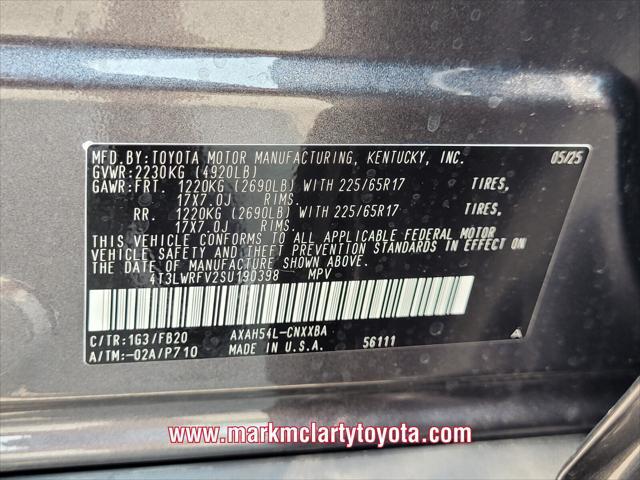 MFD.BY:TOYOTA MOTOR MANUFACTURING, KENTUCKY, INC. 05/25
GVWR:2230KG (4920LB)
GAWR:FRT. 1220KG (2690LB) WITH 225/65R17 TIRES,
17X7.0J RIMS.
RR. 1220KG (2690LB) WITH 225/65R17 TIRES,
17X7.0J RIMS.
THIS VEHICLE CONFORMS TO ALL APPLICABLE FEDERAL MOTOR
VEHICLE SAFETY AND THEFT PREVENTION STANDARDS IN EFFECT ON
THE DATE OF MANUFACTURE SHOWN ABOVE.
4T3LWRFV2SU190398 MPV
C/TR:1G3/FB20 AXAH54L-CNXXBA
A/TM:-02A/P710 MADE IN U.S.A. 56111
www.markmclartytoyota.com